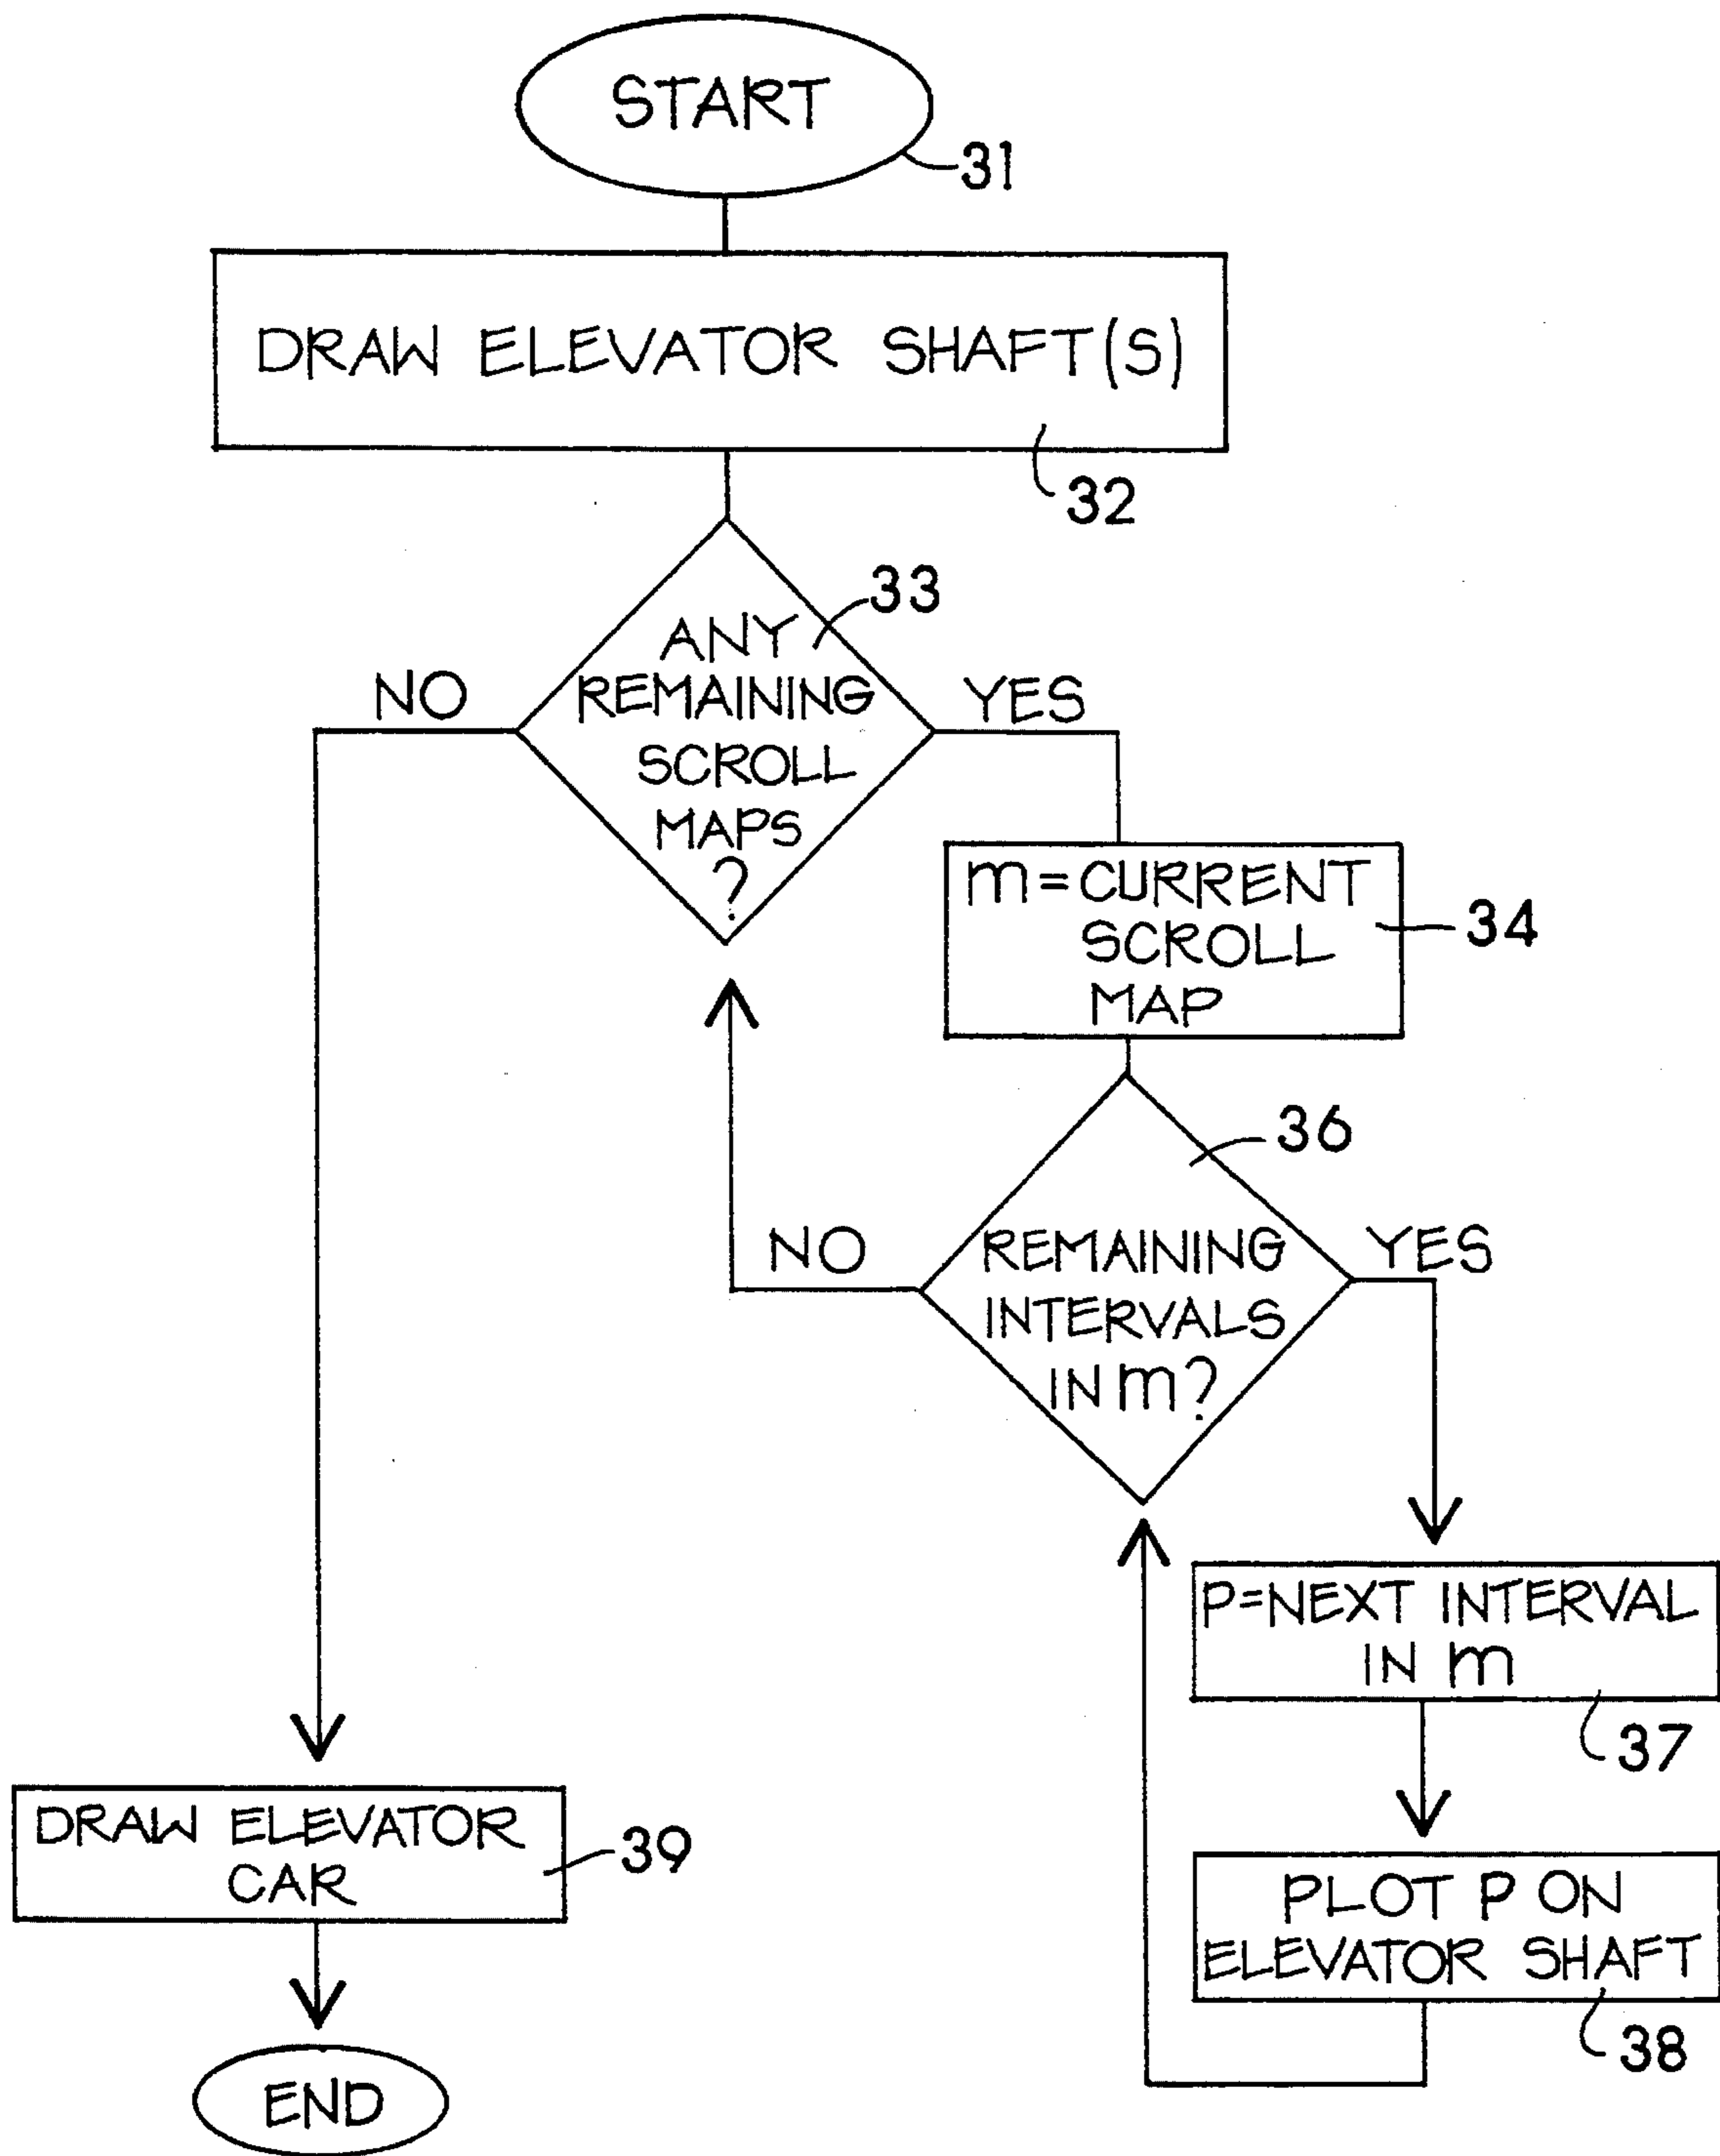 START
31
DRAW ELEVATOR SHAFT(S)
32
33
ANY
REMAINING
SCROLL
MAPS
?
NO
YES
m=CURRENT
SCROLL
MAP
34
36
REMAINING
INTERVALS
IN m?
NO
YES
P=NEXT INTERVAL
IN m
37
PLOT P ON
ELEVATOR SHAFT
38
DRAW ELEVATOR
CAR
39
END